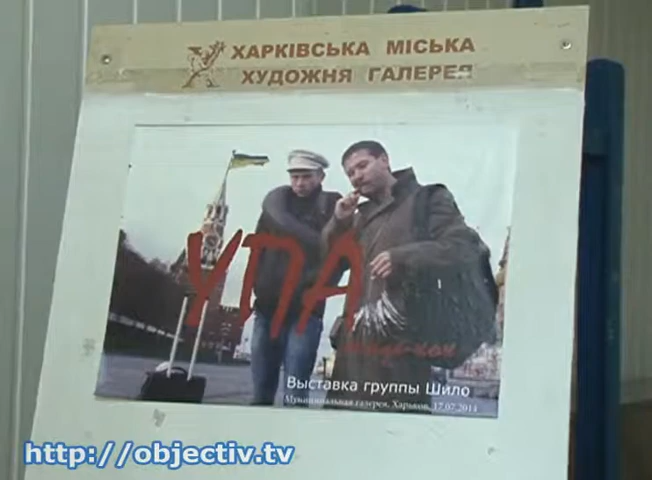 ХАРКІВСЬКА МІСЬКА
ХУДОЖНЯ ГАЛЕРЕЯ
УПА
Выставка группы Шило
Муниципальная галерея, Харьков, 17.07.2014
http://objectiv.tv